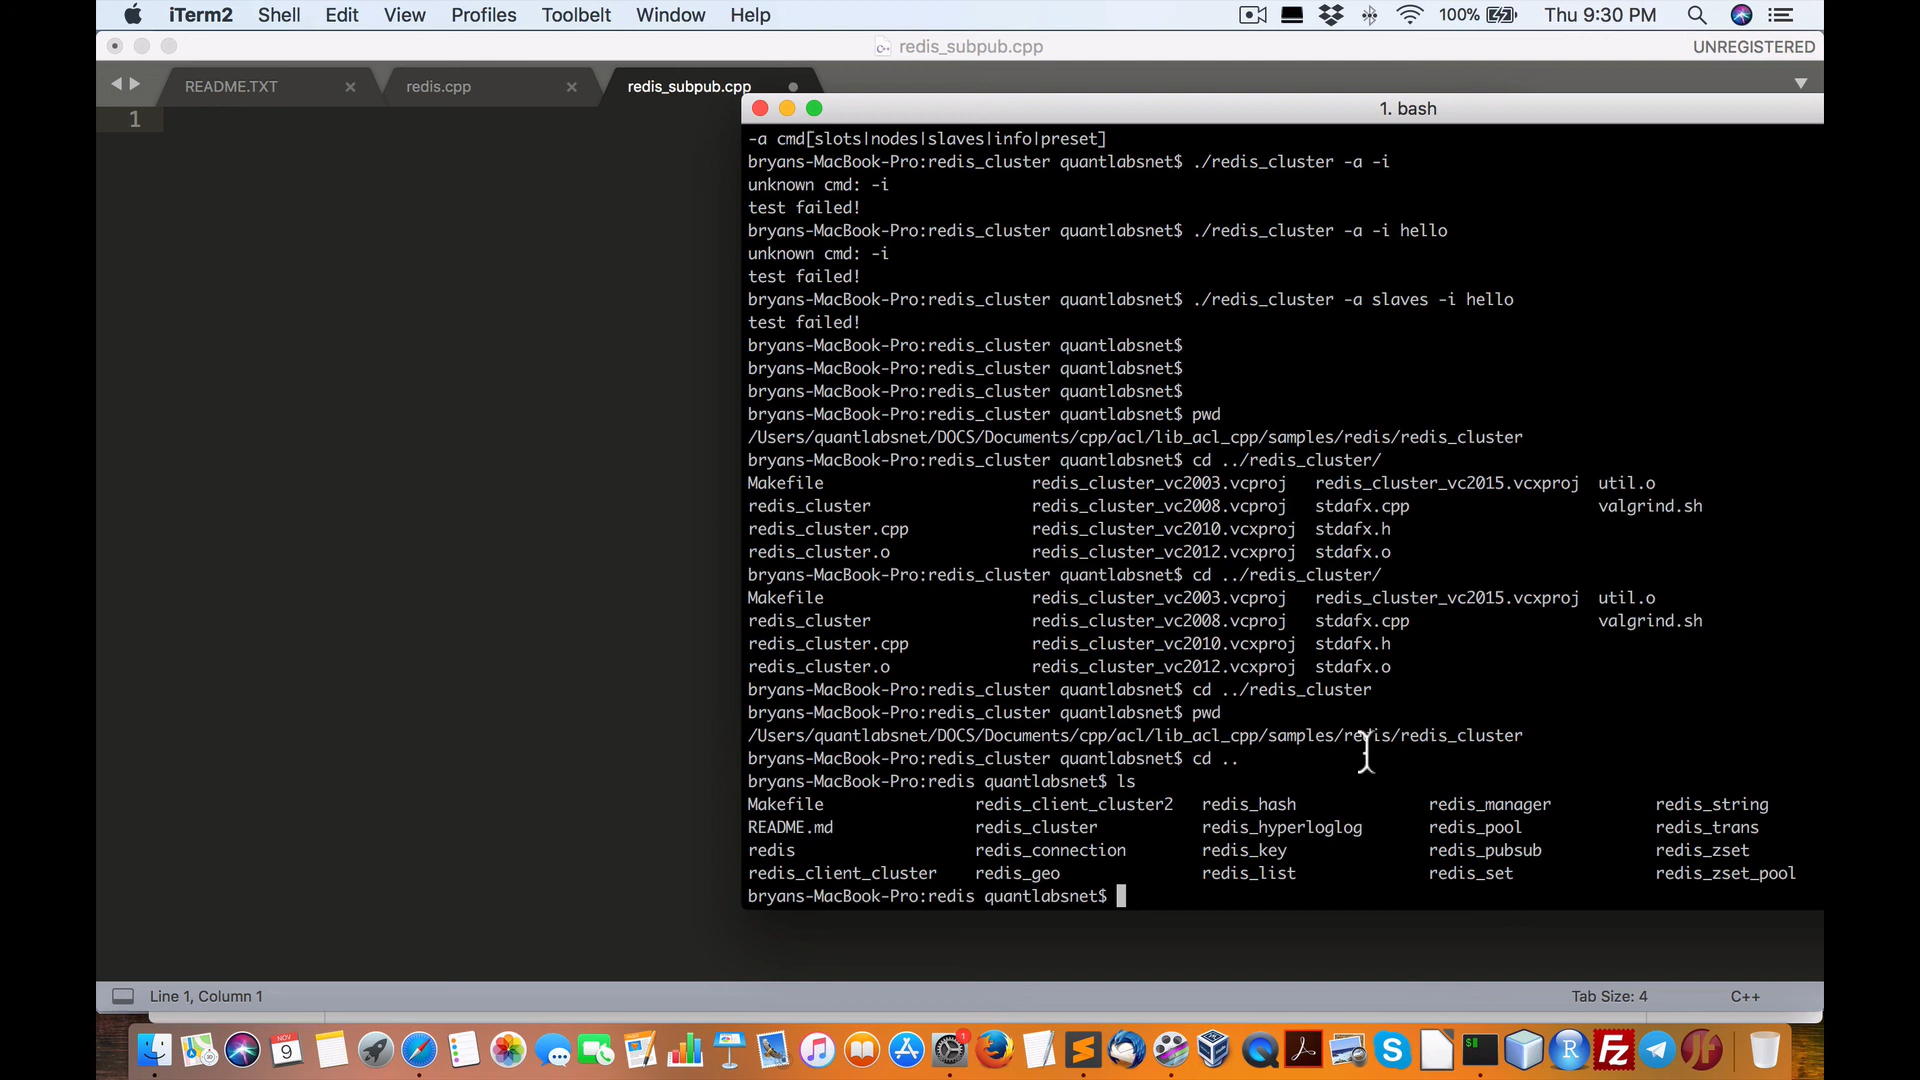 iTerm2 Shell Edit View Profiles Toolbelt Window Help 100% Thu 9:30 PM
redis_subpub.cpp UNREGISTERED
README.TXT redis.cpp redis_subpub.cpp
1
1. bash
-a cmd[slots|nodes|slaves|info|preset]
bryans-MacBook-Pro:redis_cluster quantlabsnet$ ./redis_cluster -a -i
unknown cmd: -i
test failed!
bryans-MacBook-Pro:redis_cluster quantlabsnet$ ./redis_cluster -a -i hello
unknown cmd: -i
test failed!
bryans-MacBook-Pro:redis_cluster quantlabsnet$ ./redis_cluster -a slaves -i hello
test failed!
bryans-MacBook-Pro:redis_cluster quantlabsnet$
bryans-MacBook-Pro:redis_cluster quantlabsnet$
bryans-MacBook-Pro:redis_cluster quantlabsnet$
bryans-MacBook-Pro:redis_cluster quantlabsnet$ pwd
/Users/quantlabsnet/DOCS/Documents/cpp/acl/lib_acl_cpp/samples/redis/redis_cluster
bryans-MacBook-Pro:redis_cluster quantlabsnet$ cd ../redis_cluster/
Makefile redis_cluster_vc2003.vcproj redis_cluster_vc2015.vcxproj util.o
redis_cluster redis_cluster_vc2008.vcproj stdafx.cpp valgrind.sh
redis_cluster.cpp redis_cluster_vc2010.vcxproj stdafx.h
redis_cluster.o redis_cluster_vc2012.vcxproj stdafx.o
bryans-MacBook-Pro:redis_cluster quantlabsnet$ cd ../redis_cluster/
Makefile redis_cluster_vc2003.vcproj redis_cluster_vc2015.vcxproj util.o
redis_cluster redis_cluster_vc2008.vcproj stdafx.cpp valgrind.sh
redis_cluster.cpp redis_cluster_vc2010.vcxproj stdafx.h
redis_cluster.o redis_cluster_vc2012.vcxproj stdafx.o
bryans-MacBook-Pro:redis_cluster quantlabsnet$ cd ../redis_cluster
bryans-MacBook-Pro:redis_cluster quantlabsnet$ pwd
/Users/quantlabsnet/DOCS/Documents/cpp/acl/lib_acl_cpp/samples/redis/redis_cluster
bryans-MacBook-Pro:redis_cluster quantlabsnet$ cd ..
bryans-MacBook-Pro:redis quantlabsnet$ ls
Makefile redis_client_cluster2 redis_hash redis_manager redis_string
README.md redis_cluster redis_hyperloglog redis_pool redis_trans
redis redis_connection redis_key redis_pubsub redis_zset
redis_client_cluster redis_geo redis_list redis_set redis_zset_pool
bryans-MacBook-Pro:redis quantlabsnet$
Line 1, Column 1 Tab Size: 4 C++
NOV
9
1
$
R
Fz